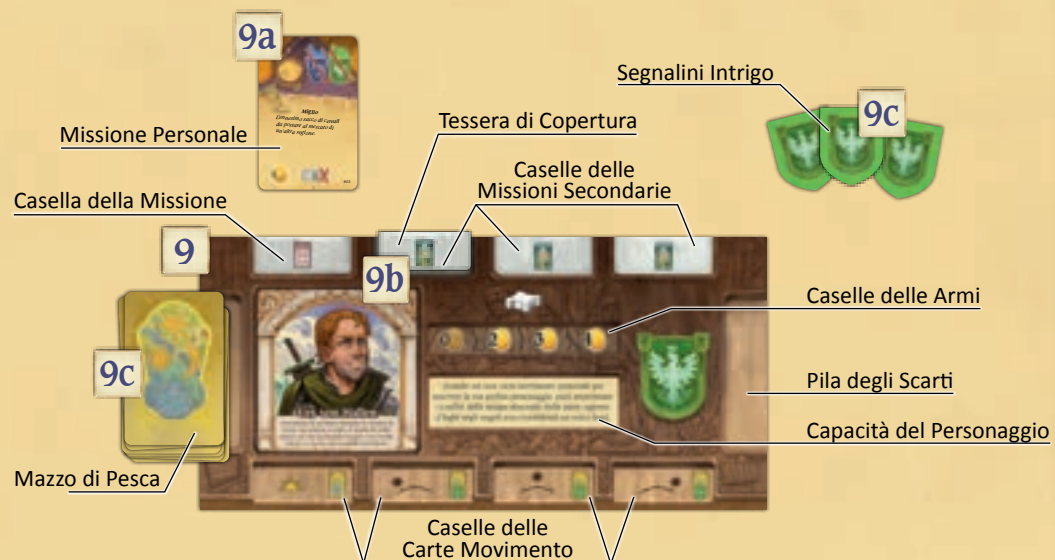 9a
Miglio
Missione Personale
Segnalini Intrigo
9c
Tessera di Copertura
Caselle delle
Missioni Secondarie
Casella della Missione
9
9b
Caselle delle Armi
9c
Pila degli Scarti
Capacità del Personaggio
Mazzo di Pesca
Caselle delle
Carte Movimento